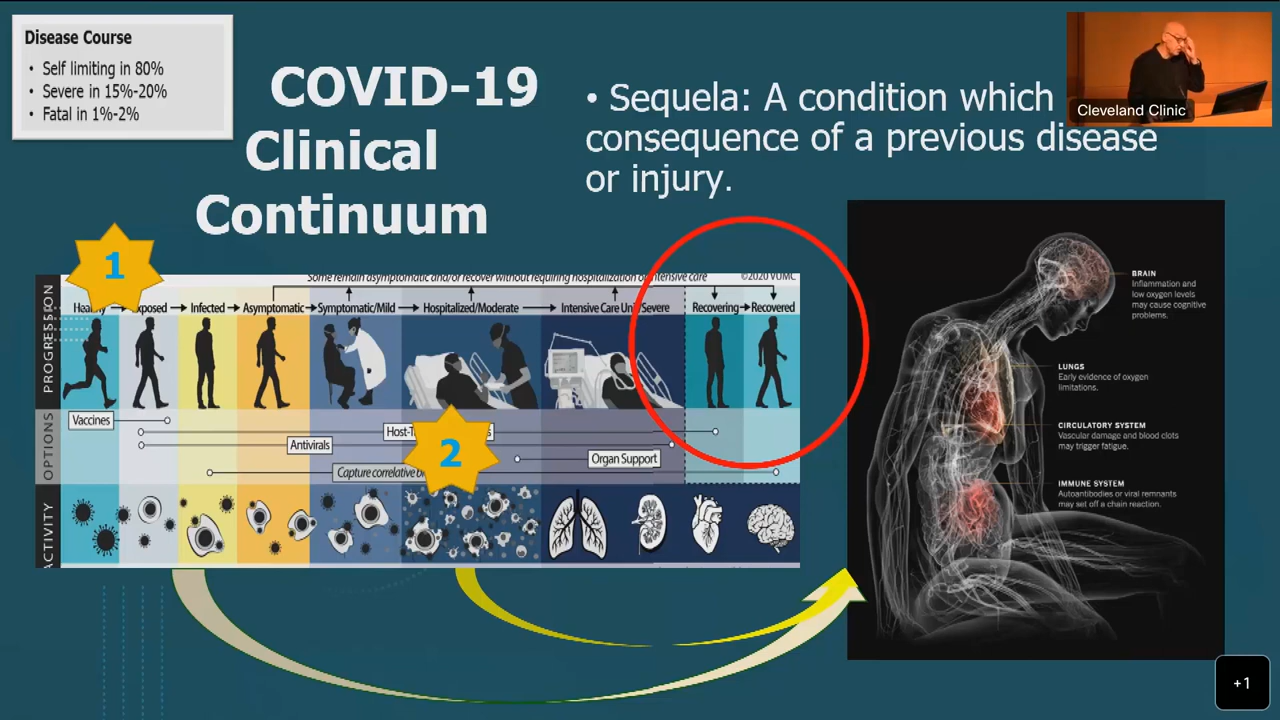 Disease Course
• Self limiting in 80%
• Severe in 15%-20%
• Fatal in 1%-2%
COVID-19
Clinical
Continuum
• Sequela: A condition which
consequence of a previous disease
or injury.
Cleveland Clinic
1
Some remain asymptomatic and/or recover without requiring hospitalization or intensive care
©2020 VUMC
PROGRESSION
Infected
Asymptomatic
Symptomatic/Mild
Hospitalized/Moderate
Intensive Care Unit/Severe
Recovering
Recovered
OPTIONS
Vaccines
Antivirals
2
Organ Support
Capture correlative
ACTIVITY
BRAIN
Inflammation and
low oxygen levels
may cause cognitive
problems.
LUNGS
Early evidence of oxygen
limitations.
CIRCULATORY SYSTEM
Vascular damage and blood clots
may trigger fatigue.
IMMUNE SYSTEM
Autoantibodies or viral remnants
may set off a chain reaction.
+1